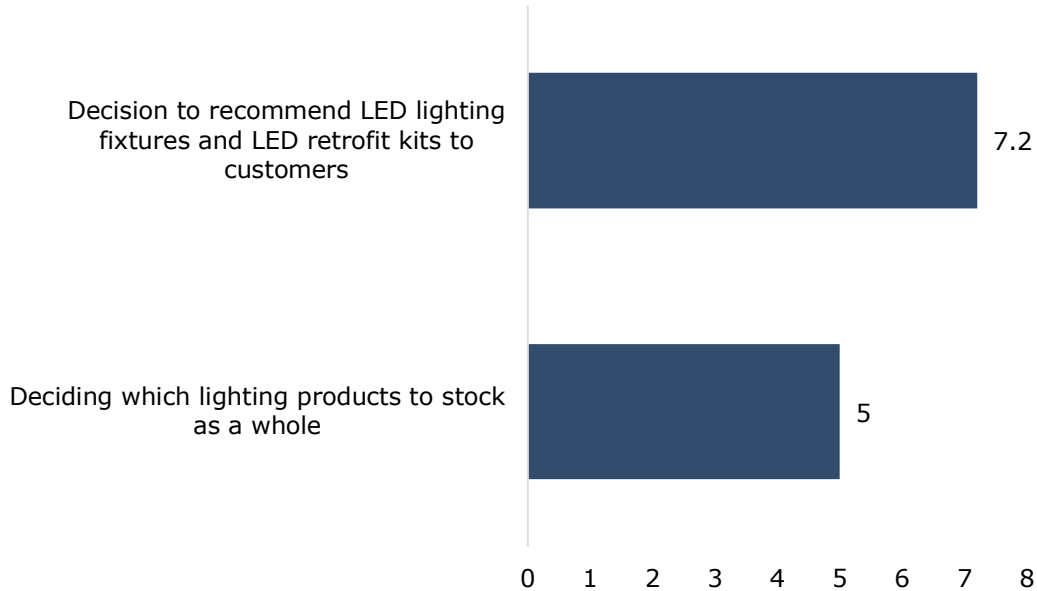 Decision to recommend LED lighting
fixtures and LED retrofit kits to
customers
7.2
Deciding which lighting products to stock
as a whole
5
0 1 2 3 4 5 6 7 8